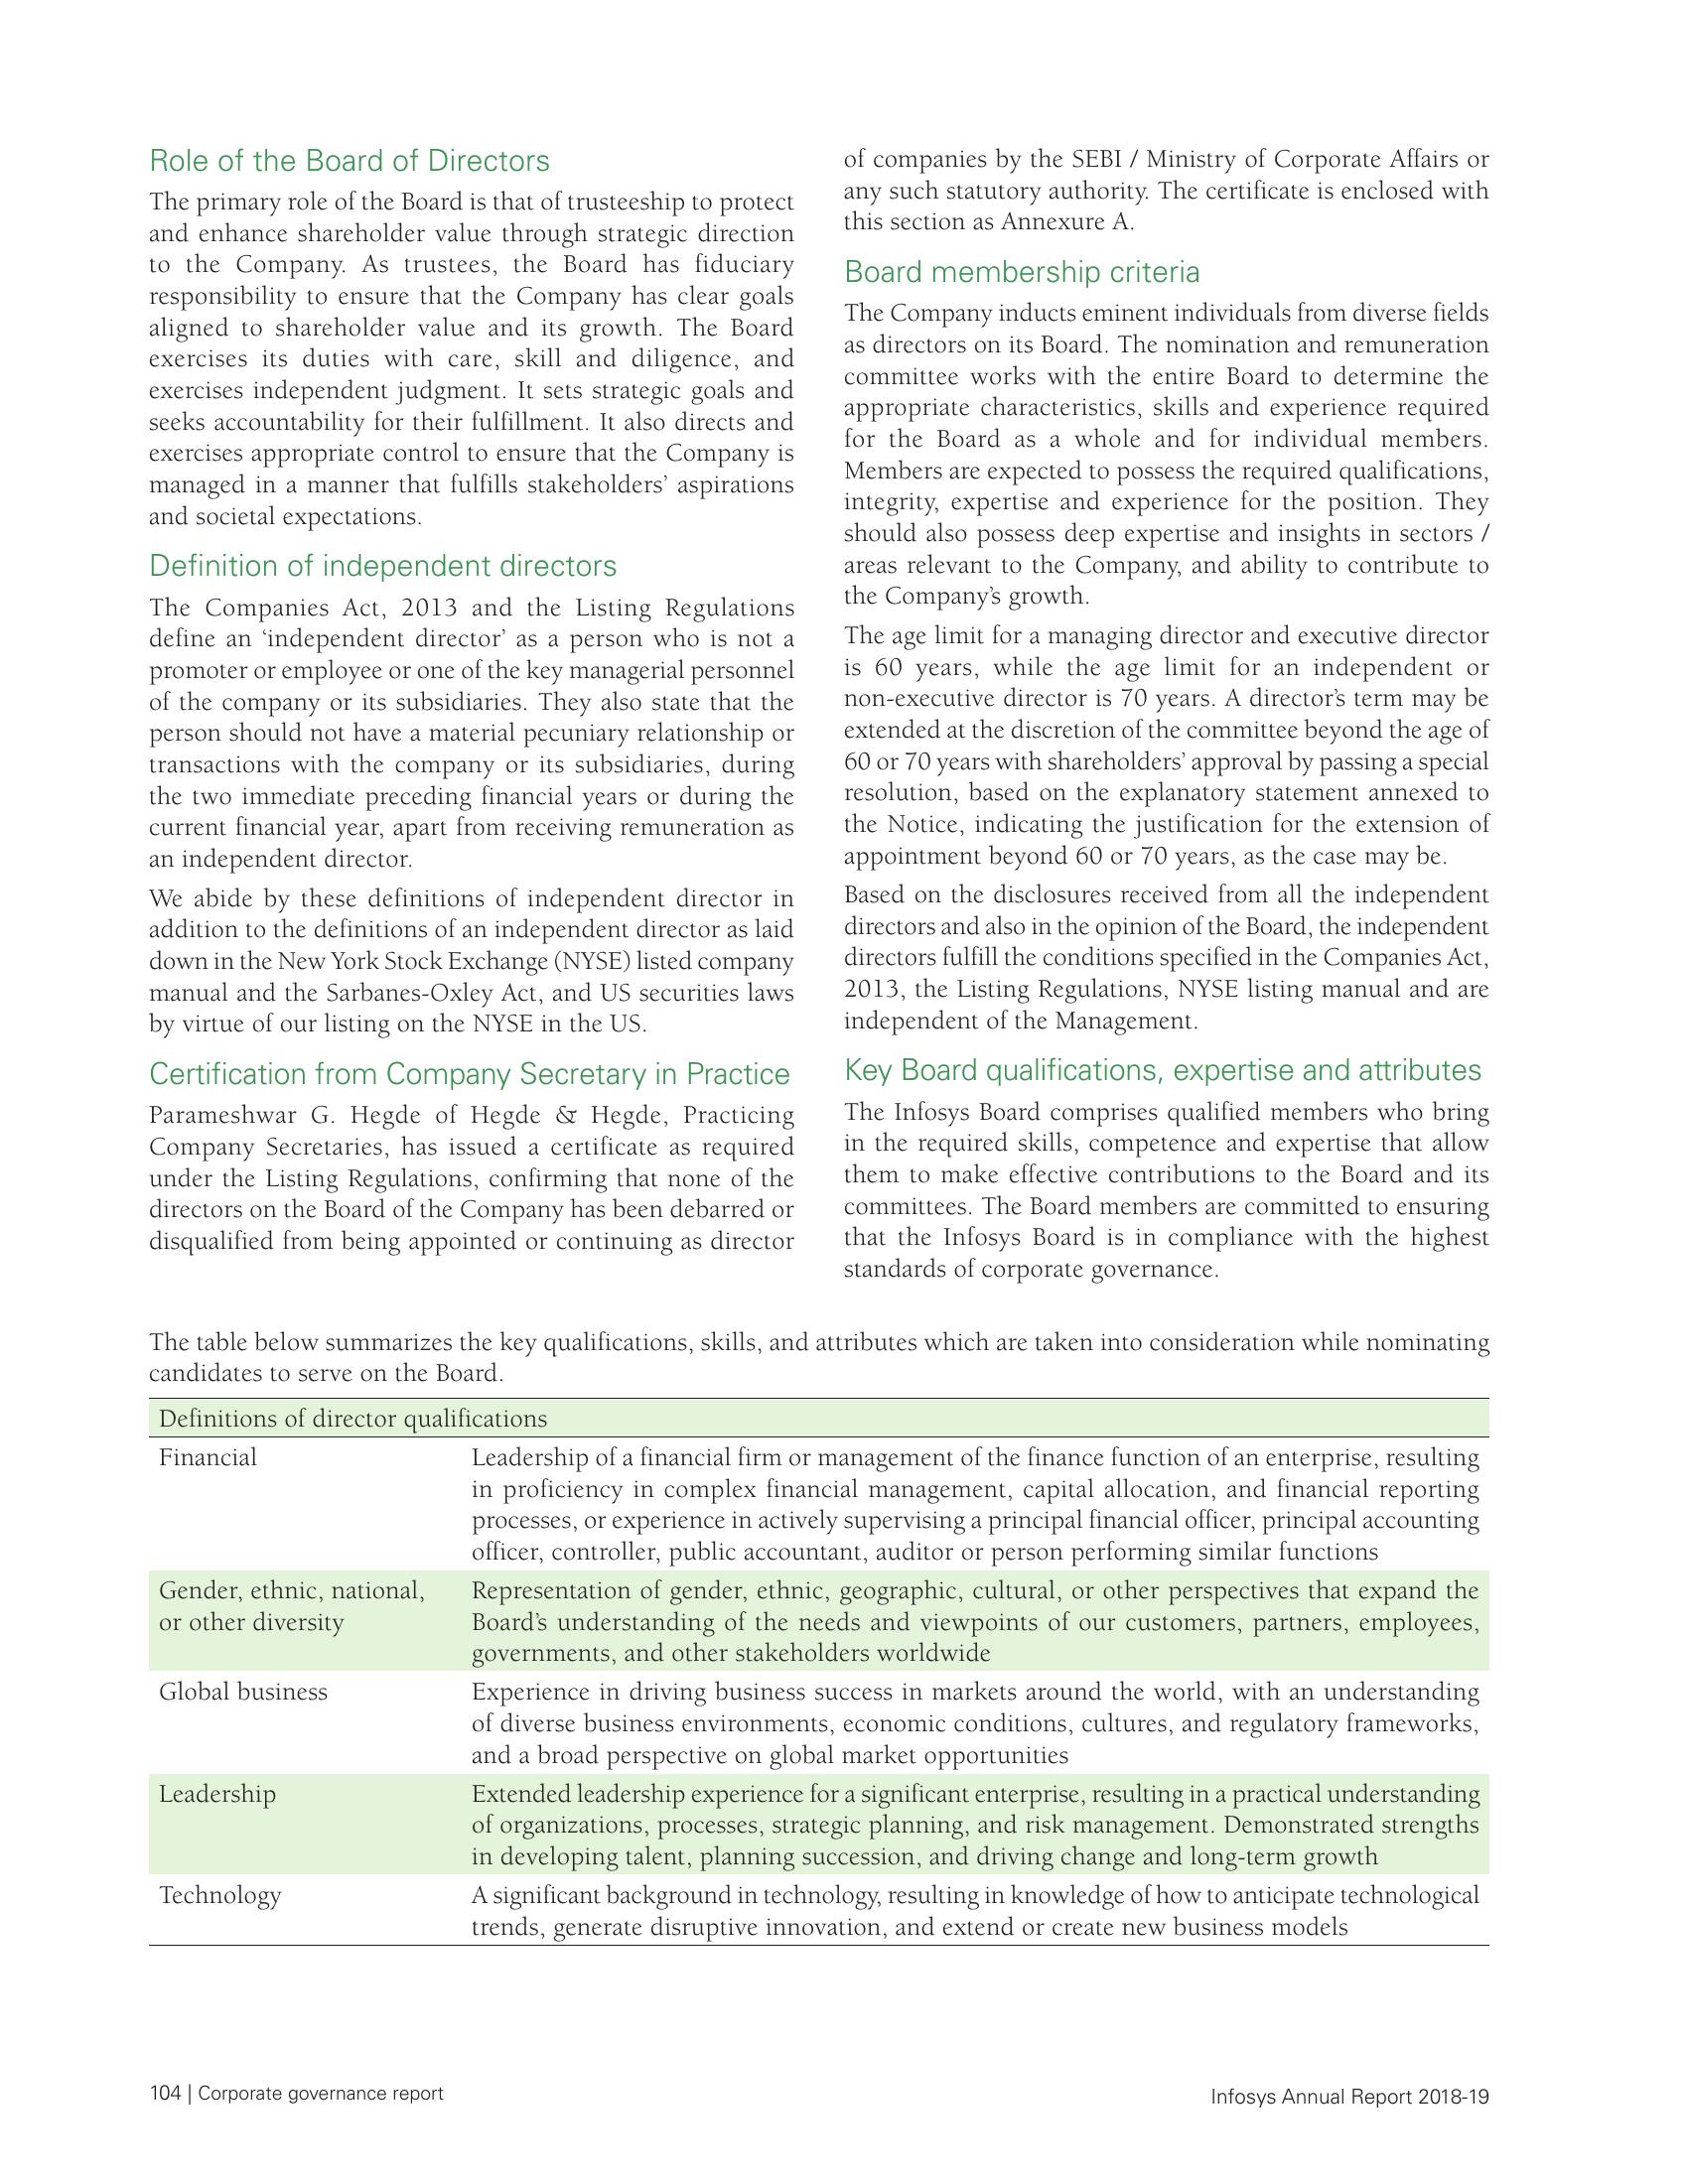 Role of the Board of Directors
The primary role of the Board is that of trusteeship to protect
and enhance shareholder value through strategic direction
to the Company. As trustees, the Board has fiduciary
responsibility to ensure that the Company has clear goals
aligned to shareholder value and its growth. The Board
exercises its duties with care, skill and diligence, and
exercises independent judgment. It sets strategic goals and
seeks accountability for their fulfillment. It also directs and
exercises appropriate control to ensure that the Company is
managed in a manner that fulfills stakeholders’ aspirations
and societal expectations.
Definition of independent directors
The Companies Act, 2013 and the Listing Regulations
define an ‘independent director’ as a person who is not a
promoter or employee or one of the key managerial personnel
of the company or its subsidiaries. They also state that the
person should not have a material pecuniary relationship or
transactions with the company or its subsidiaries, during
the two immediate preceding financial years or during the
current financial year, apart from receiving remuneration as
an independent director.
We abide by these definitions of independent director in
addition to the definitions of an independent director as laid
down in the New York Stock Exchange (NYSE) listed company
manual and the Sarbanes-Oxley Act, and US securities laws
by virtue of our listing on the NYSE in the US.
Certification from Company Secretary in Practice
Parameshwar G. Hegde of Hegde & Hegde, Practicing
Company Secretaries, has issued a certificate as required
under the Listing Regulations, confirming that none of the
directors on the Board of the Company has been debarred or
disqualified from being appointed or continuing as director
of companies by the SEBI / Ministry of Corporate Affairs or
any such statutory authority. The certificate is enclosed with
this section as Annexure A.
Board membership criteria
The Company inducts eminent individuals from diverse fields
as directors on its Board. The nomination and remuneration
committee works with the entire Board to determine the
appropriate characteristics, skills and experience required
for the Board as a whole and for individual members.
Members are expected to possess the required qualifications,
integrity, expertise and experience for the position. They
should also possess deep expertise and insights in sectors /
areas relevant to the Company, and ability to contribute to
the Company’s growth.
The age limit for a managing director and executive director
is 60 years, while the age limit for an independent or
non-executive director is 70 years. A director’s term may be
extended at the discretion of the committee beyond the age of
60 or 70 years with shareholders’ approval by passing a special
resolution, based on the explanatory statement annexed to
the Notice, indicating the justification for the extension of
appointment beyond 60 or 70 years, as the case may be.
Based on the disclosures received from all the independent
directors and also in the opinion of the Board, the independent
directors fulfill the conditions specified in the Companies Act,
2013, the Listing Regulations, NYSE listing manual and are
independent of the Management.
Key Board qualifications, expertise and attributes
The Infosys Board comprises qualified members who bring
in the required skills, competence and expertise that allow
them to make effective contributions to the Board and its
committees. The Board members are committed to ensuring
that the Infosys Board is in compliance with the highest
standards of corporate governance.
The table below summarizes the key qualifications, skills, and attributes which are taken into consideration while nominating
candidates to serve on the Board.
Definitions of director qualifications
Financial
Leadership of a financial firm or management of the finance function of an enterprise, resulting
in proficiency in complex financial management, capital allocation, and financial reporting
processes, or experience in actively supervising a principal financial officer, principal accounting
officer, controller, public accountant, auditor or person performing similar functions
Gender, ethnic, national,
or other diversity
Representation of gender, ethnic, geographic, cultural, or other perspectives that expand the
Board’s understanding of the needs and viewpoints of our customers, partners, employees,
governments, and other stakeholders worldwide
Global business
Experience in driving business success in markets around the world, with an understanding
of diverse business environments, economic conditions, cultures, and regulatory frameworks,
and a broad perspective on global market opportunities
Leadership
Extended leadership experience for a significant enterprise, resulting in a practical understanding
of organizations, processes, strategic planning, and risk management. Demonstrated strengths
in developing talent, planning succession, and driving change and long-term growth
Technology
A significant background in technology, resulting in knowledge of how to anticipate technological
trends, generate disruptive innovation, and extend or create new business models
104 | Corporate governance report
Infosys Annual Report 2018-19